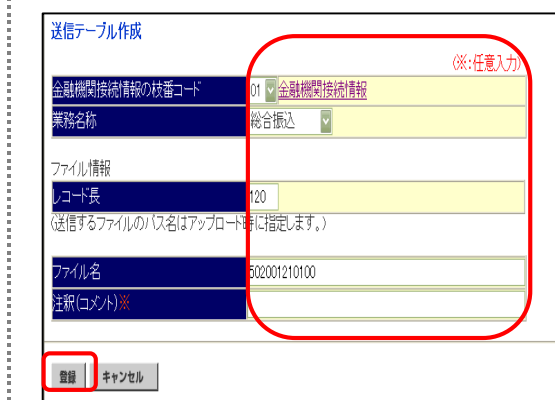 送信テーブル作成
(※:任意入力)
金融機関接続情報の枝番コード 01 金融機関接続情報
業務名称 総合振込
ファイル情報
レコード長 120
(送信するファイルのパス名はアップロード時に指定します。)
ファイル名 502001210100
注釈(コメント)※
登録 キャンセル